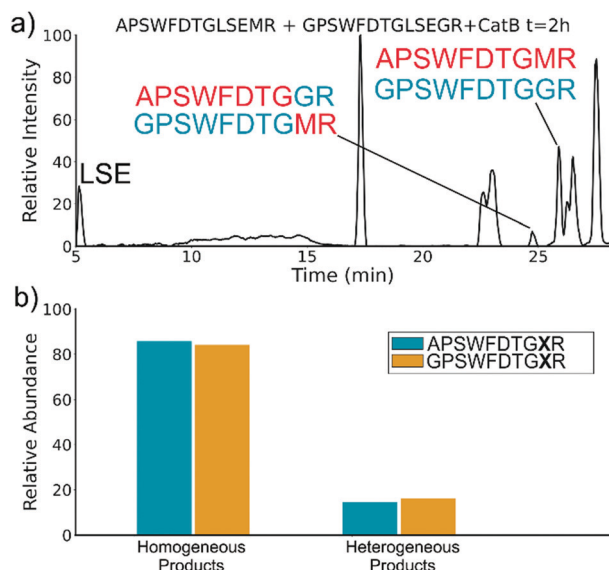 a)
APSWFDTGLSEMR + GPSWFDTGLSEGR+CatB t=2h
Relative Intensity
100
80
60
40
20
0
LSE
APSWFDTGGR
GPSWFDTGMR
APSWFDTGMR
GPSWFDTGGR
5
10
15
20
25
Time (min)
b)
Relative Abundance
100
80
60
40
20
0
APSWFDTGXR
GPSWFDTGXR
Homogeneous
Products
Heterogeneous
Products